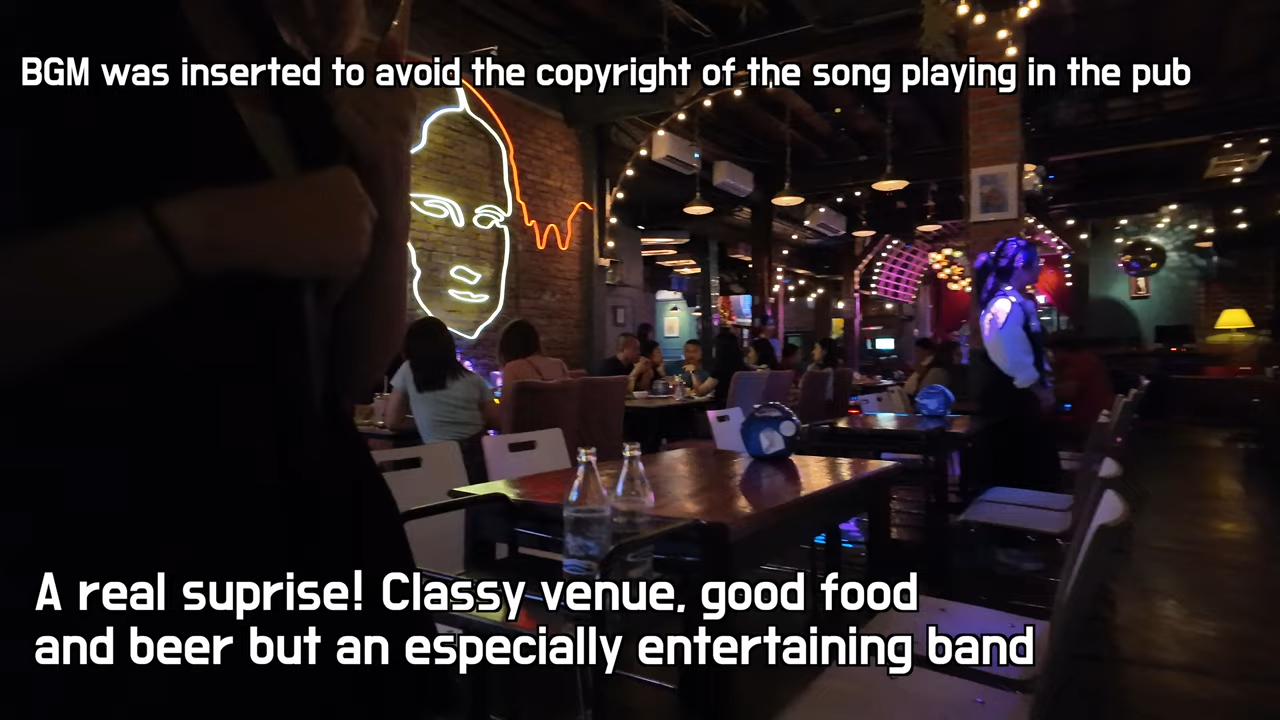 BGM was inserted to avoid the copyright of the song playing in the pub
A real suprise! Classy venue, good food
and beer but an especially entertaining band